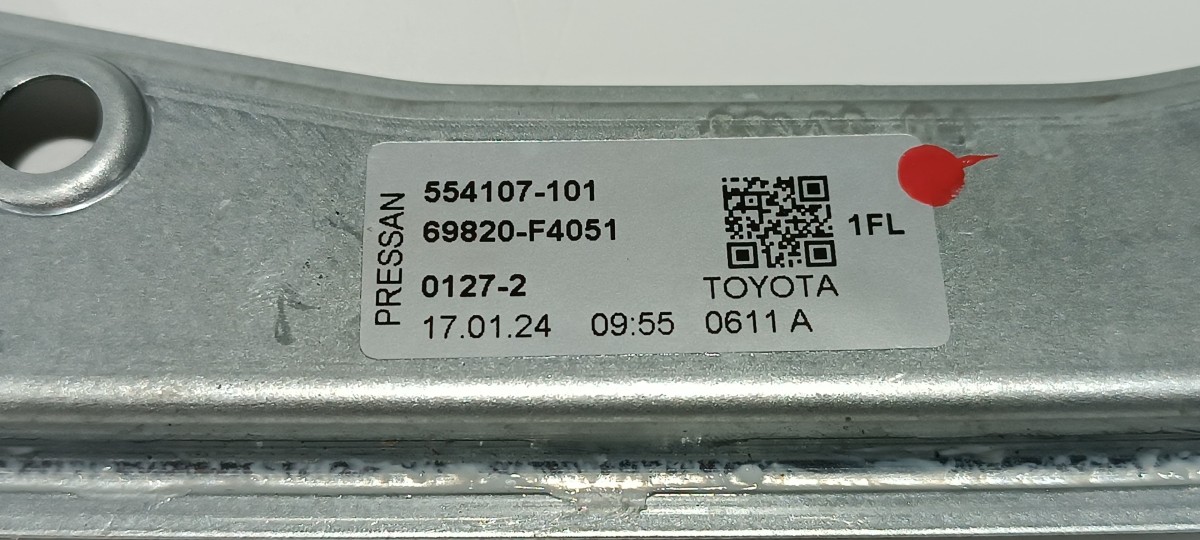 PRESSAN
554107-101
69820-F4051
1FL
0127-2
TOYOTA
17.01.24 09:55 0611 A